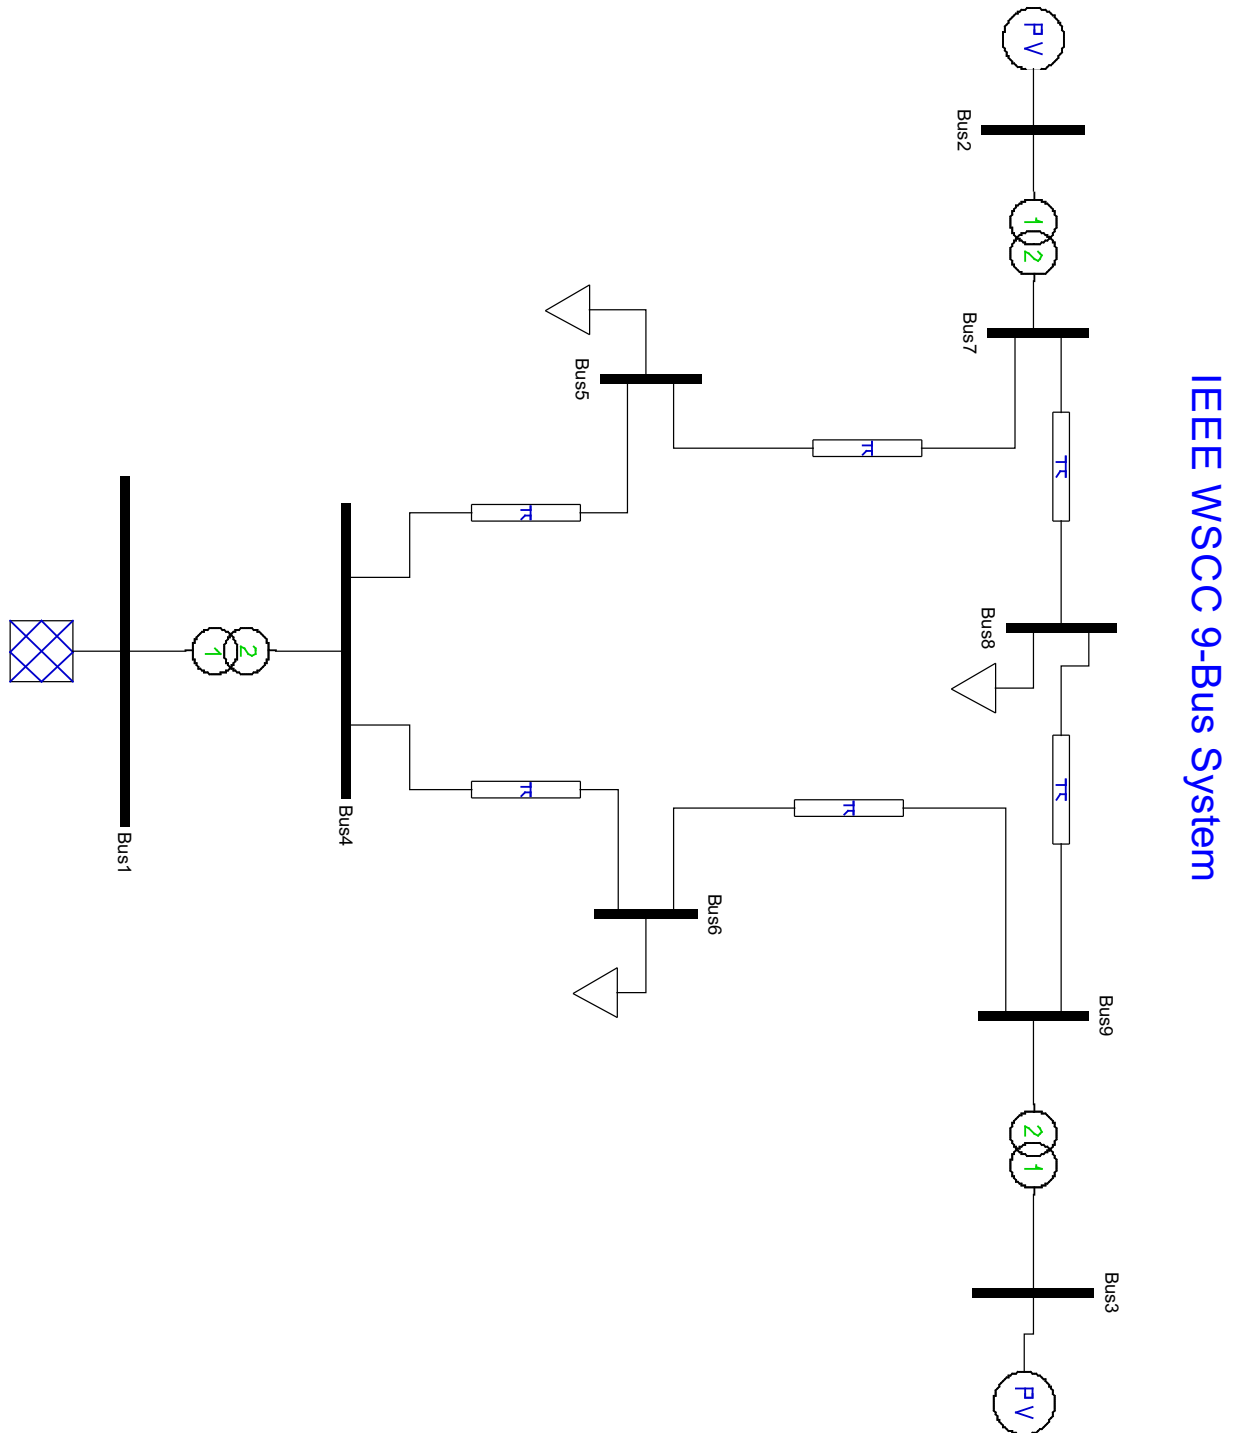 IEEE WSCC 9-Bus System
PV
Bus2
1
2
Bus7
π
Bus8
π
Bus9
2
1
Bus3
PV
Bus5
π
π
Bus6
π
π
Bus4
2
1
Bus1